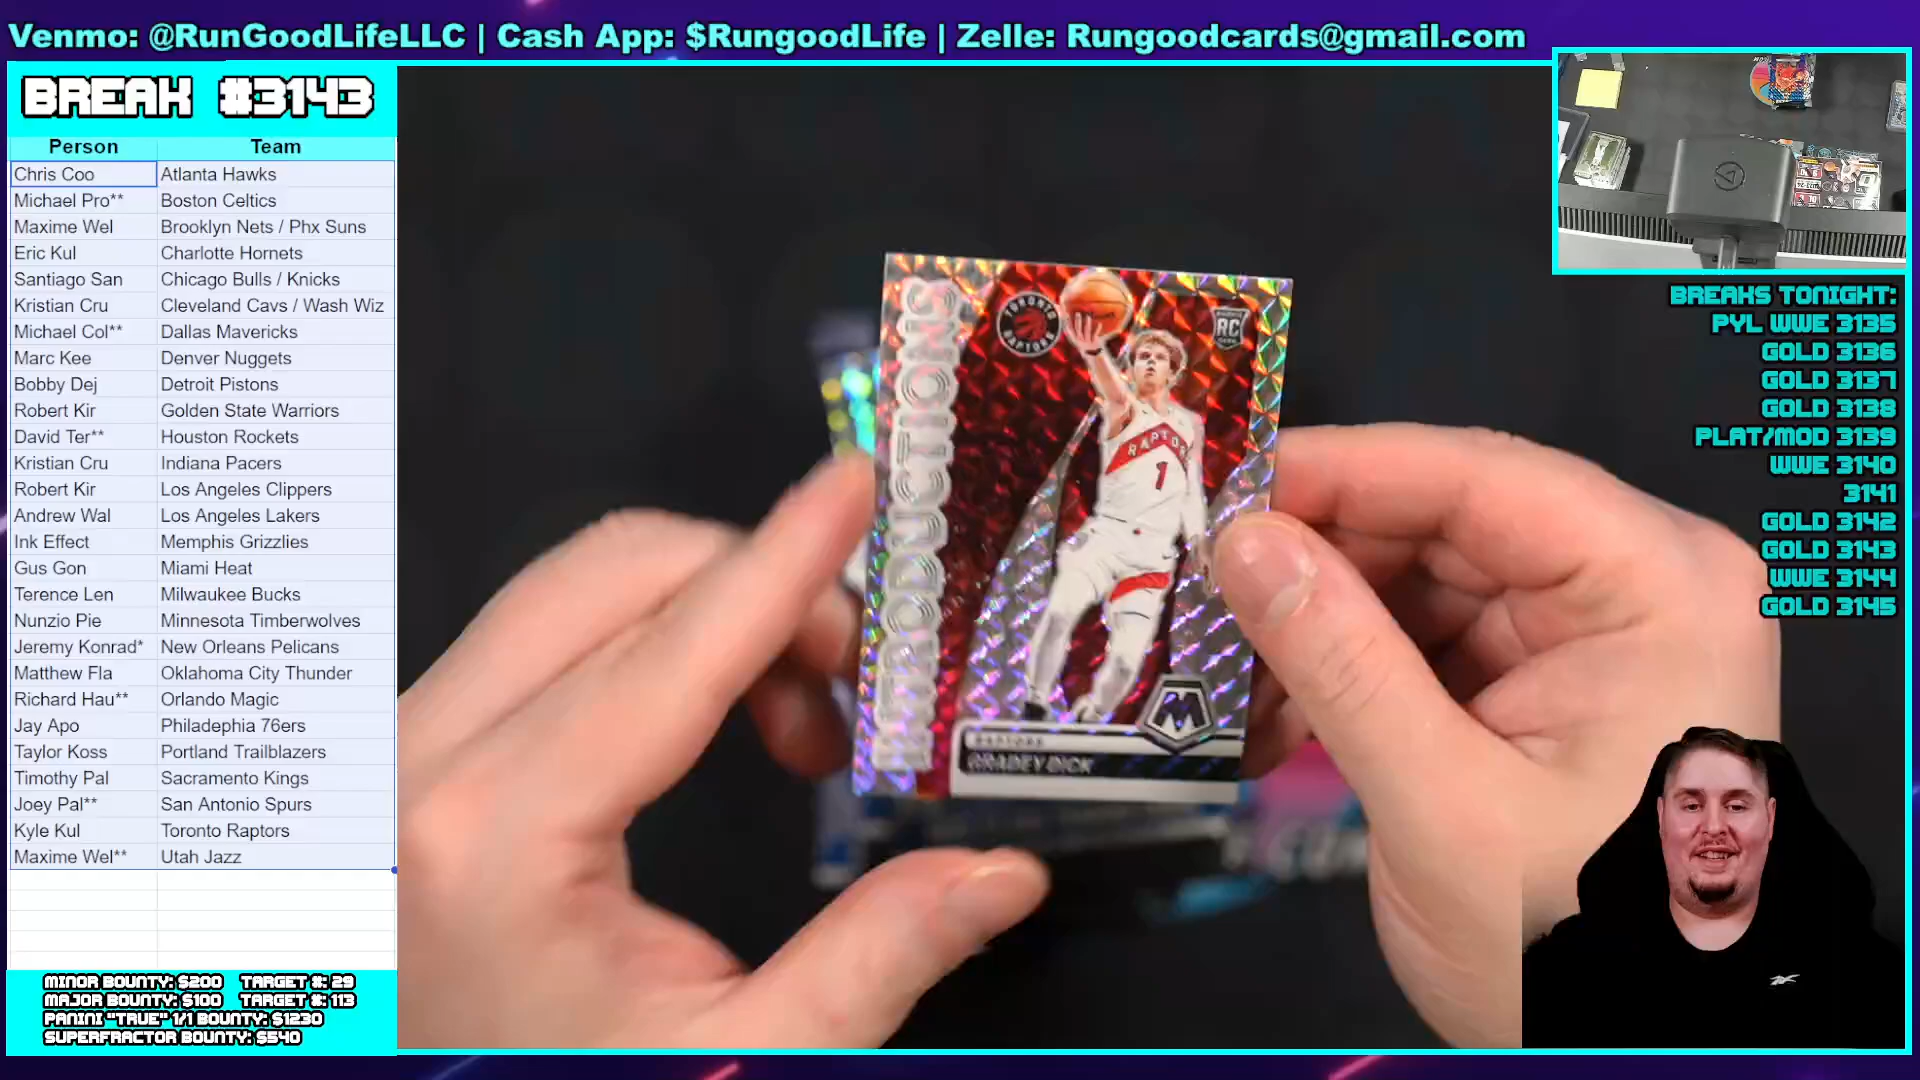 Venmo: @RunGoodLifeLLC | Cash App: $RungoodLife | Zelle: Rungoodcards@gmail.com
BREAK #3143
Person Team
Chris Coo Atlanta Hawks
Michael Pro** Boston Celtics
Maxime Wel Brooklyn Nets / Phx Suns
Eric Kul Charlotte Hornets
Santiago San Chicago Bulls / Knicks
Kristian Cru Cleveland Cavs / Wash Wiz
Michael Col** Dallas Mavericks
Marc Kee Denver Nuggets
Bobby Dej Detroit Pistons
Robert Kir Golden State Warriors
David Ter** Houston Rockets
Kristian Cru Indiana Pacers
Robert Kir Los Angeles Clippers
Andrew Wal Los Angeles Lakers
Ink Effect Memphis Grizzlies
Gus Gon Miami Heat
Terence Len Milwaukee Bucks
Nunzio Pie Minnesota Timberwolves
Jeremy Konrad* New Orleans Pelicans
Matthew Fla Oklahoma City Thunder
Richard Hau** Orlando Magic
Jay Apo Philadephia 76ers
Taylor Koss Portland Trailblazers
Timothy Pal Sacramento Kings
Joey Pal** San Antonio Spurs
Kyle Kul Toronto Raptors
Maxime Wel** Utah Jazz
MINOR BOUNTY: $200 TARGET #: 29
MAJOR BOUNTY: $100 TARGET #: 113
PANINI "TRUE" 1/1 BOUNTY: $1230
SUPERFRACTOR BOUNTY: $540
INTRODUCTIONS
TORONTO
RAPTORS
RC
RAPTOR
1
M
RAPTORS
GRADEY DICK
BREAKS TONIGHT:
PYL WWE 3135
GOLD 3136
GOLD 3137
GOLD 3138
PLAT/MOD 3139
WWE 3140
3141
GOLD 3142
GOLD 3143
WWE 3144
GOLD 3145